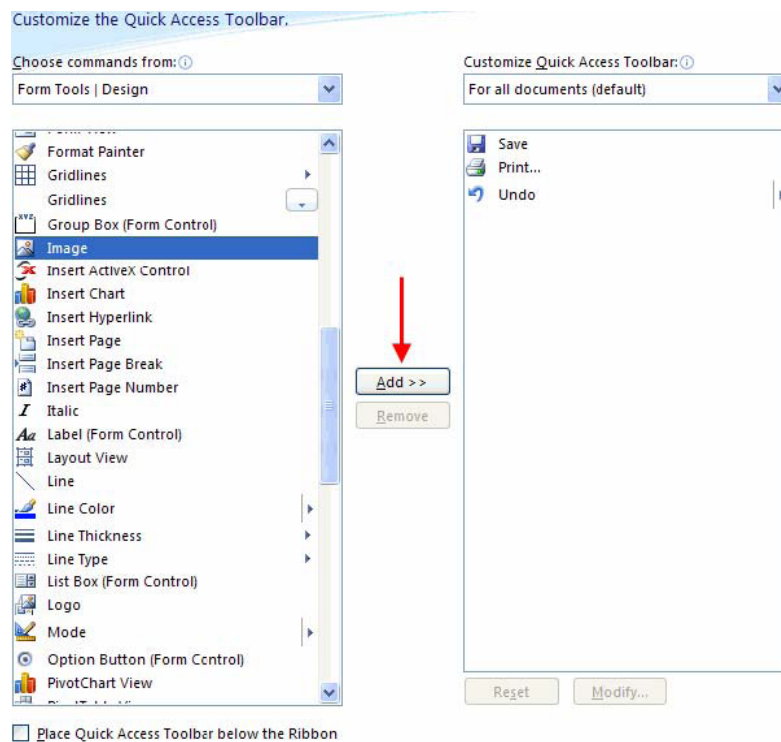 Customize the Quick Access Toolbar.
Choose commands from:
Form Tools | Design
Format Painter
Gridlines
Gridlines
Group Box (Form Control)
Image
Insert ActiveX Control
Insert Chart
Insert Hyperlink
Insert Page
Insert Page Break
Insert Page Number
Italic
Label (Form Control)
Layout View
Line
Line Color
Line Thickness
Line Type
List Box (Form Control)
Logo
Mode
Option Button (Form Control)
PivotChart View
Place Quick Access Toolbar below the Ribbon
Add >>
Remove
Customize Quick Access Toolbar:
For all documents (default)
Save
Print...
Undo
Reset
Modify...